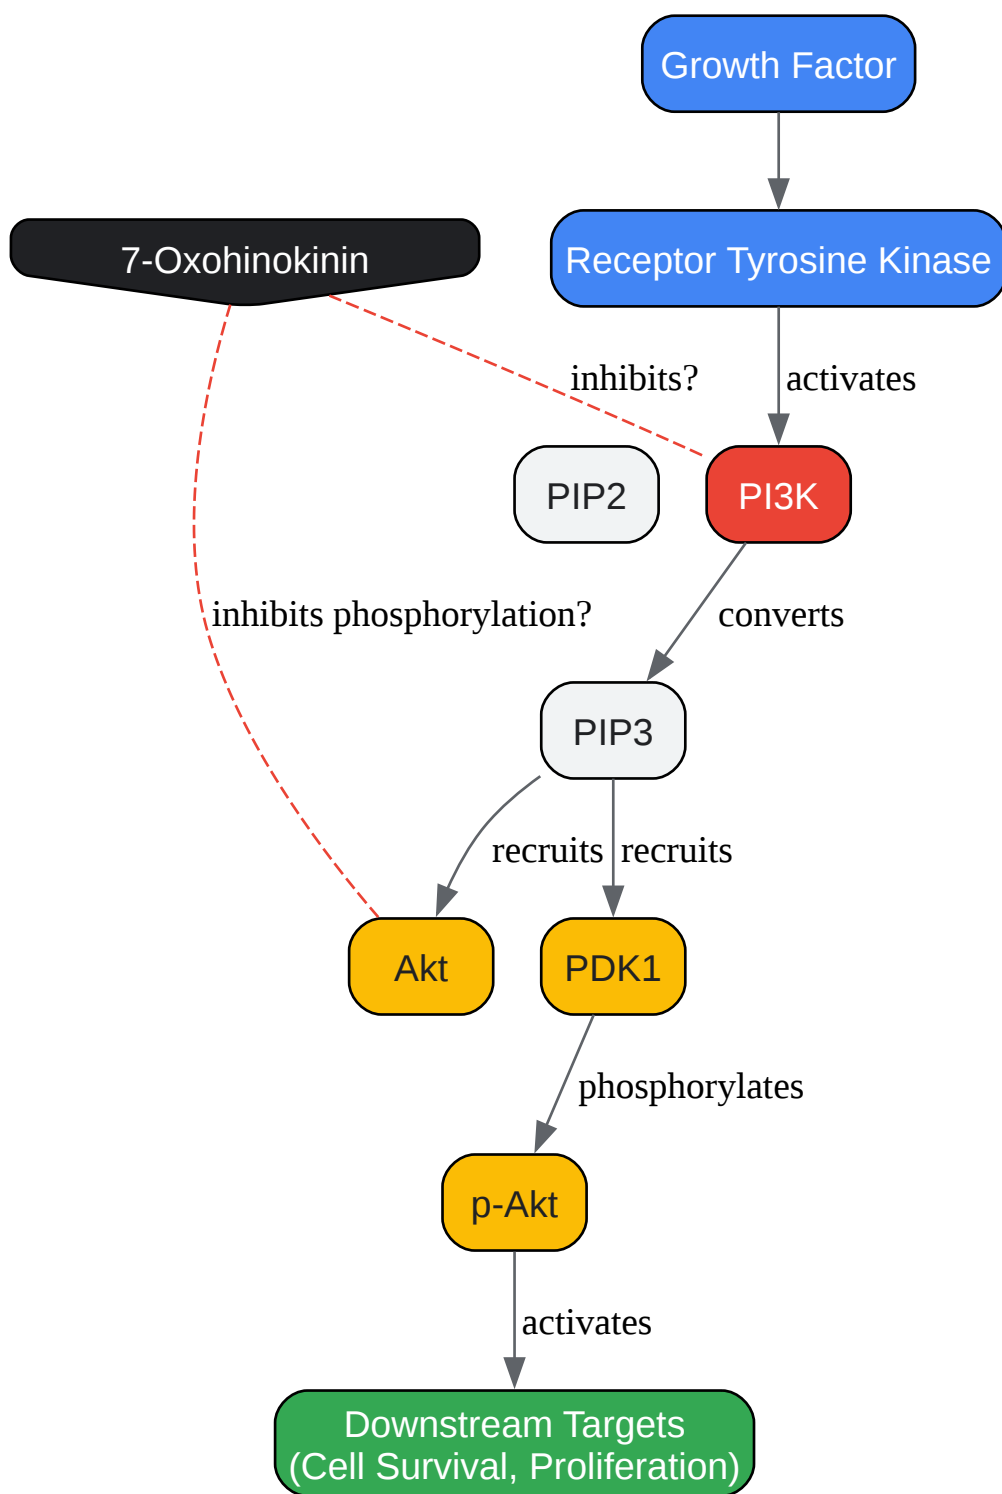 Growth Factor
7-Oxohinokinin
Receptor Tyrosine Kinase
inhibits?
activates
PIP2
PI3K
inhibits phosphorylation?
converts
PIP3
recruits
recruits
Akt
PDK1
phosphorylates
p-Akt
activates
Downstream Targets
(Cell Survival, Proliferation)